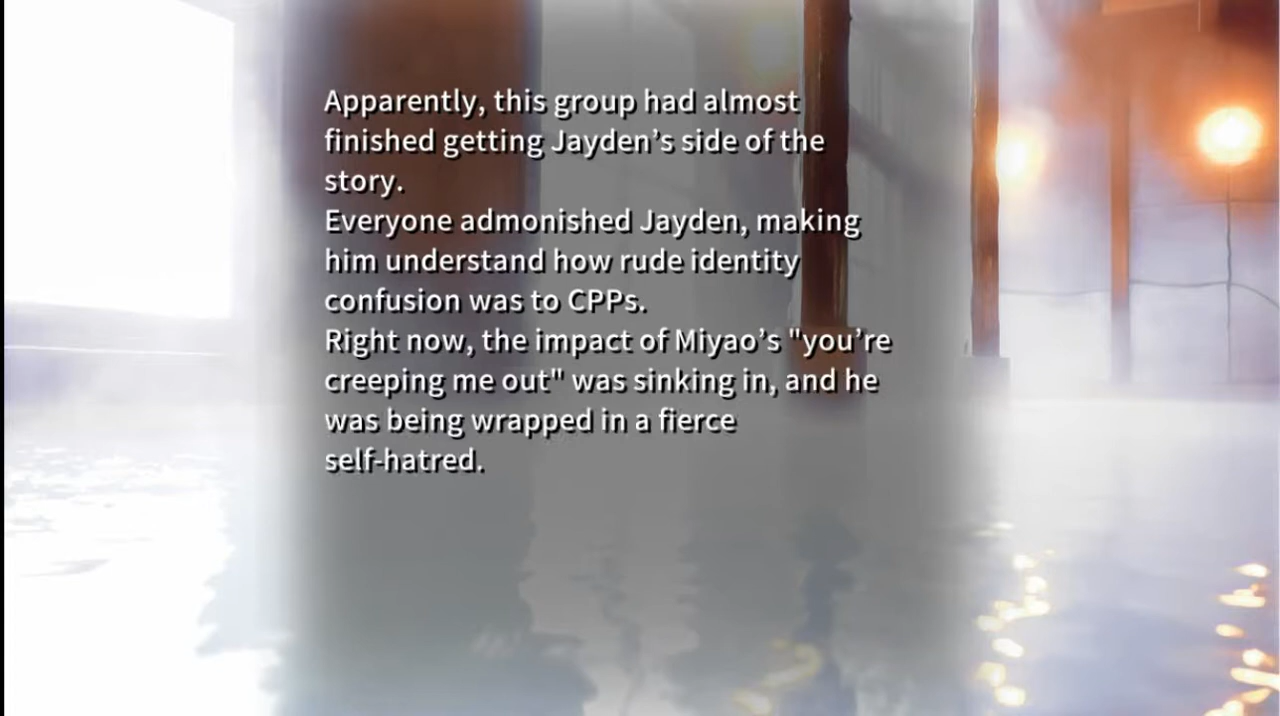 Apparently, this group had almost
finished getting Jayden’s side of the
story.
Everyone admonished Jayden, making
him understand how rude identity
confusion was to CPPs.
Right now, the impact of Miyao’s "you’re
creeping me out" was sinking in, and he
was being wrapped in a fierce
self-hatred.